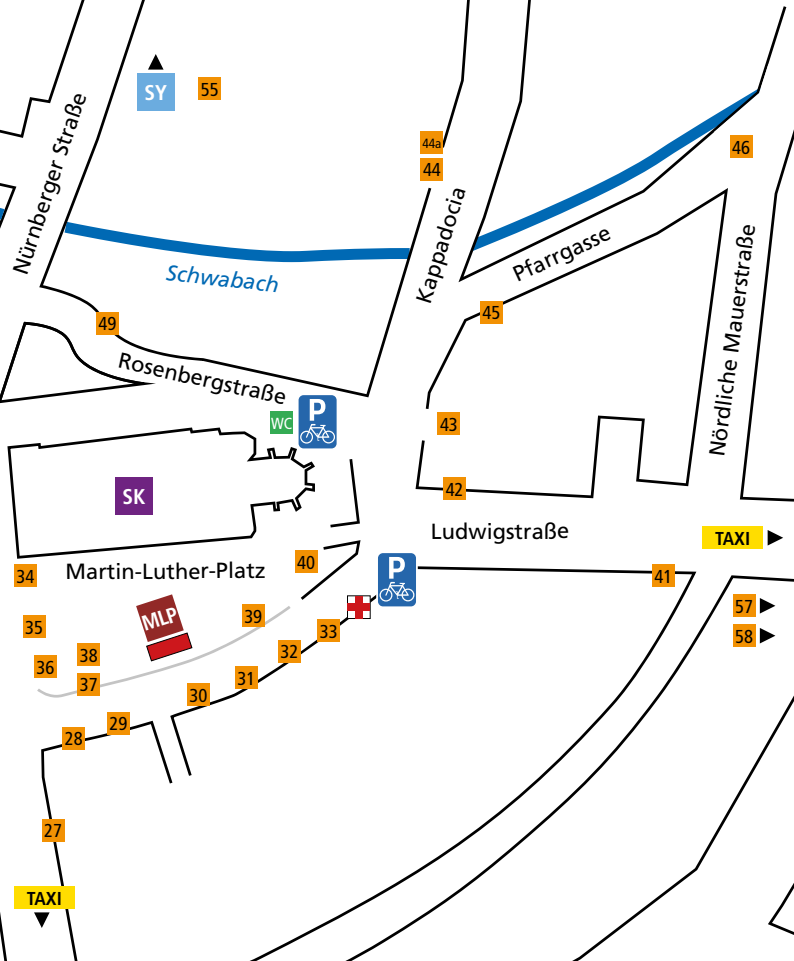 SY
55
Nürnberger Straße
44a
44
46
Kappadocia
Schwabach
Pfarrgasse
Nördliche Mauerstraße
45
49
Rosenbergstraße
WC
P
43
42
SK
Ludwigstraße
TAXI
Martin-Luther-Platz
40
P
41
34
57
58
MLP
39
35
33
36
38
37
32
31
30
29
28
27
TAXI